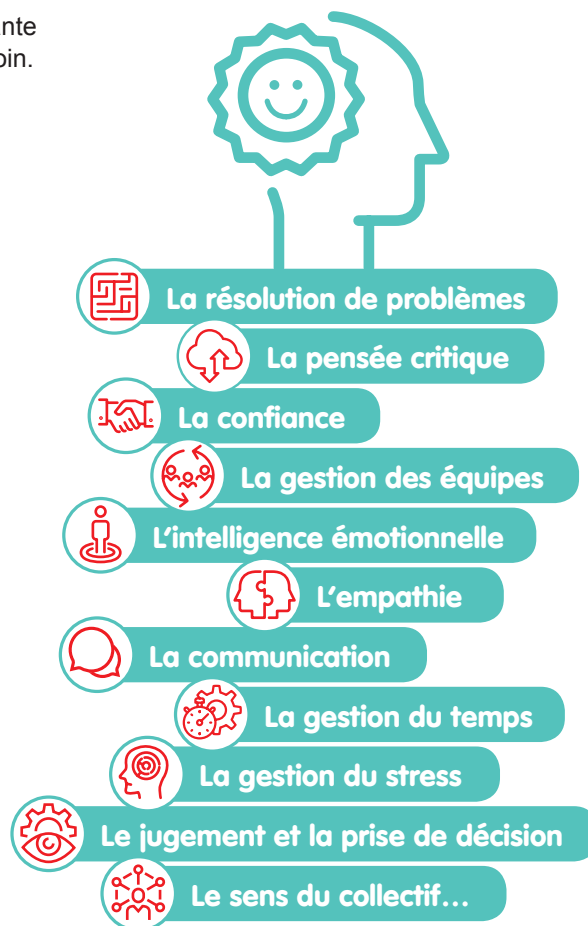 La résolution de problèmes
La pensée critique
La confiance
La gestion des équipes
L'intelligence émotionnelle
L'empathie
La communication
La gestion du temps
La gestion du stress
Le jugement et la prise de décision
Le sens du collectif…